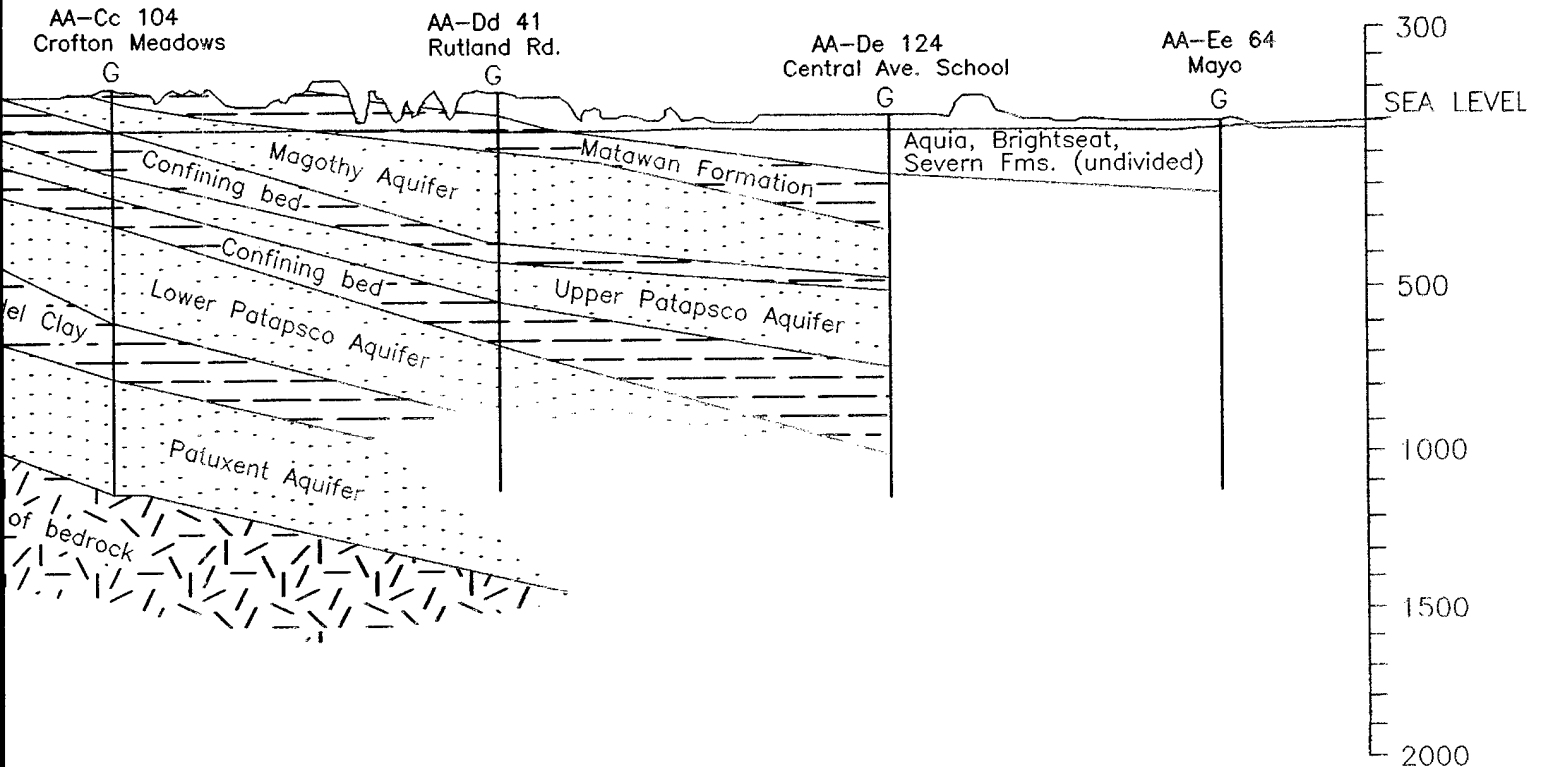 AA-Cc 104
Crofton Meadows
G
AA-Dd 41
Rutland Rd.
G
AA-De 124
Central Ave. School
G
AA-Ee 64
Mayo
G
300
SEA LEVEL
500
1000
1500
2000
Aquia, Brightseat,
Severn Fms. (undivided)
Matawan Formation
Magothy Aquifer
Confining bed
Confining bed
Upper Patapsco Aquifer
Lower Patapsco Aquifer
del Clay
Patuxent Aquifer
of bedrock